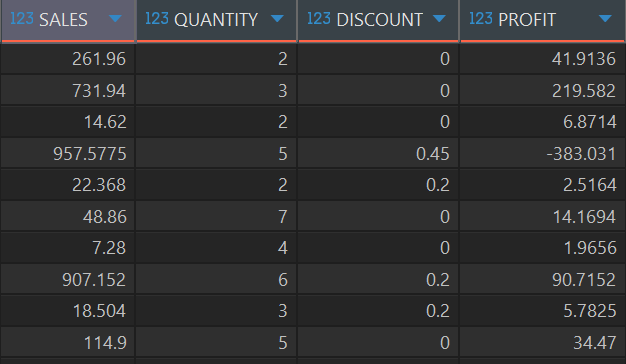 123 SALES 123 QUANTITY 123 DISCOUNT 123 PROFIT
261.96 2 0 41.9136
731.94 3 0 219.582
14.62 2 0 6.8714
957.5775 5 0.45 -383.031
22.368 2 0.2 2.5164
48.86 7 0 14.1694
7.28 4 0 1.9656
907.152 6 0.2 90.7152
18.504 3 0.2 5.7825
114.9 5 0 34.47